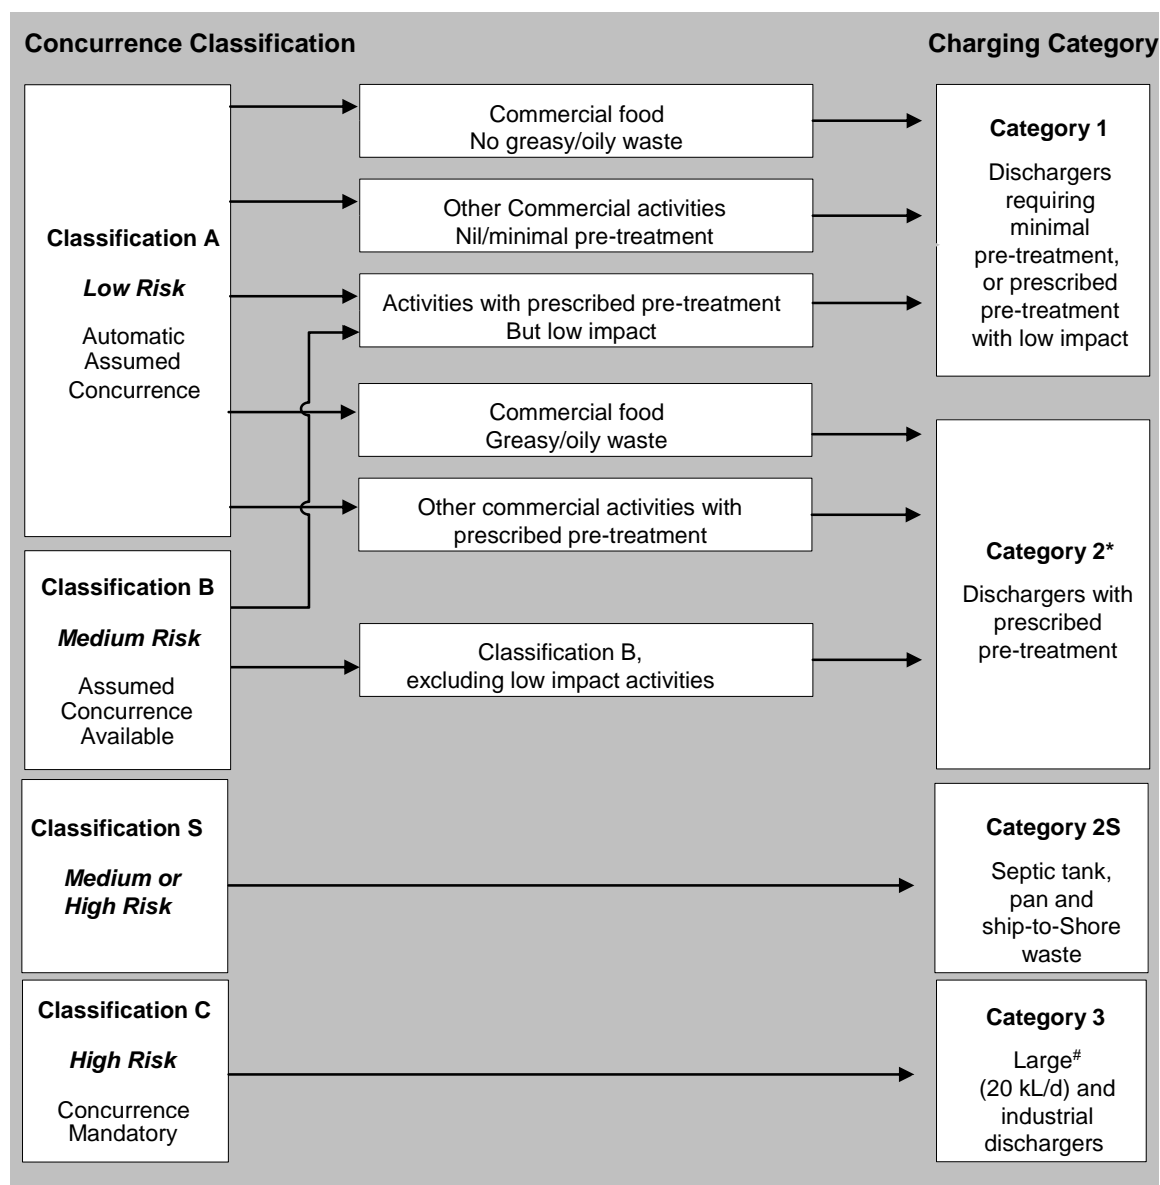 Concurrence Classification
Charging Category
Classification A
Low Risk
Automatic
Assumed
Concurrence
Commercial food
No greasy/oily waste
Other Commercial activities
Nil/minimal pre-treatment
Activities with prescribed pre-treatment
But low impact
Commercial food
Greasy/oily waste
Other commercial activities with
prescribed pre-treatment
Category 1
Dischargers
requiring
minimal
pre-treatment,
or prescribed
pre-treatment
with low impact
Classification B
Medium Risk
Assumed
Concurrence
Available
Classification B,
excluding low impact activities
Category 2*
Dischargers with
prescribed
pre-treatment
Classification S
Medium or
High Risk
Category 2S
Septic tank,
pan and
ship-to-Shore
waste
Classification C
High Risk
Concurrence
Mandatory
Category 3
Large#
(20 kL/d) and
industrial
dischargers